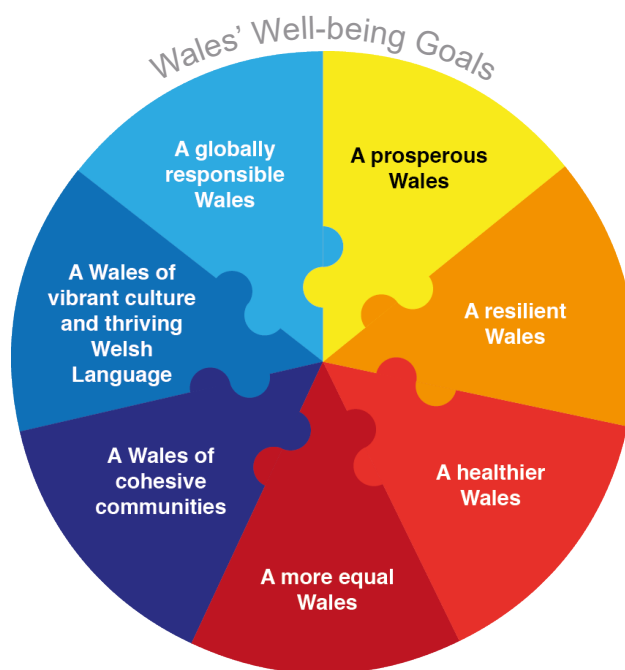 Wales’ Well-being Goals
A prosperous
Wales
A resilient
Wales
A healthier
Wales
A more equal
Wales
A Wales of
cohesive
communities
A Wales of
vibrant culture
and thriving
Welsh
Language
A globally
responsible
Wales